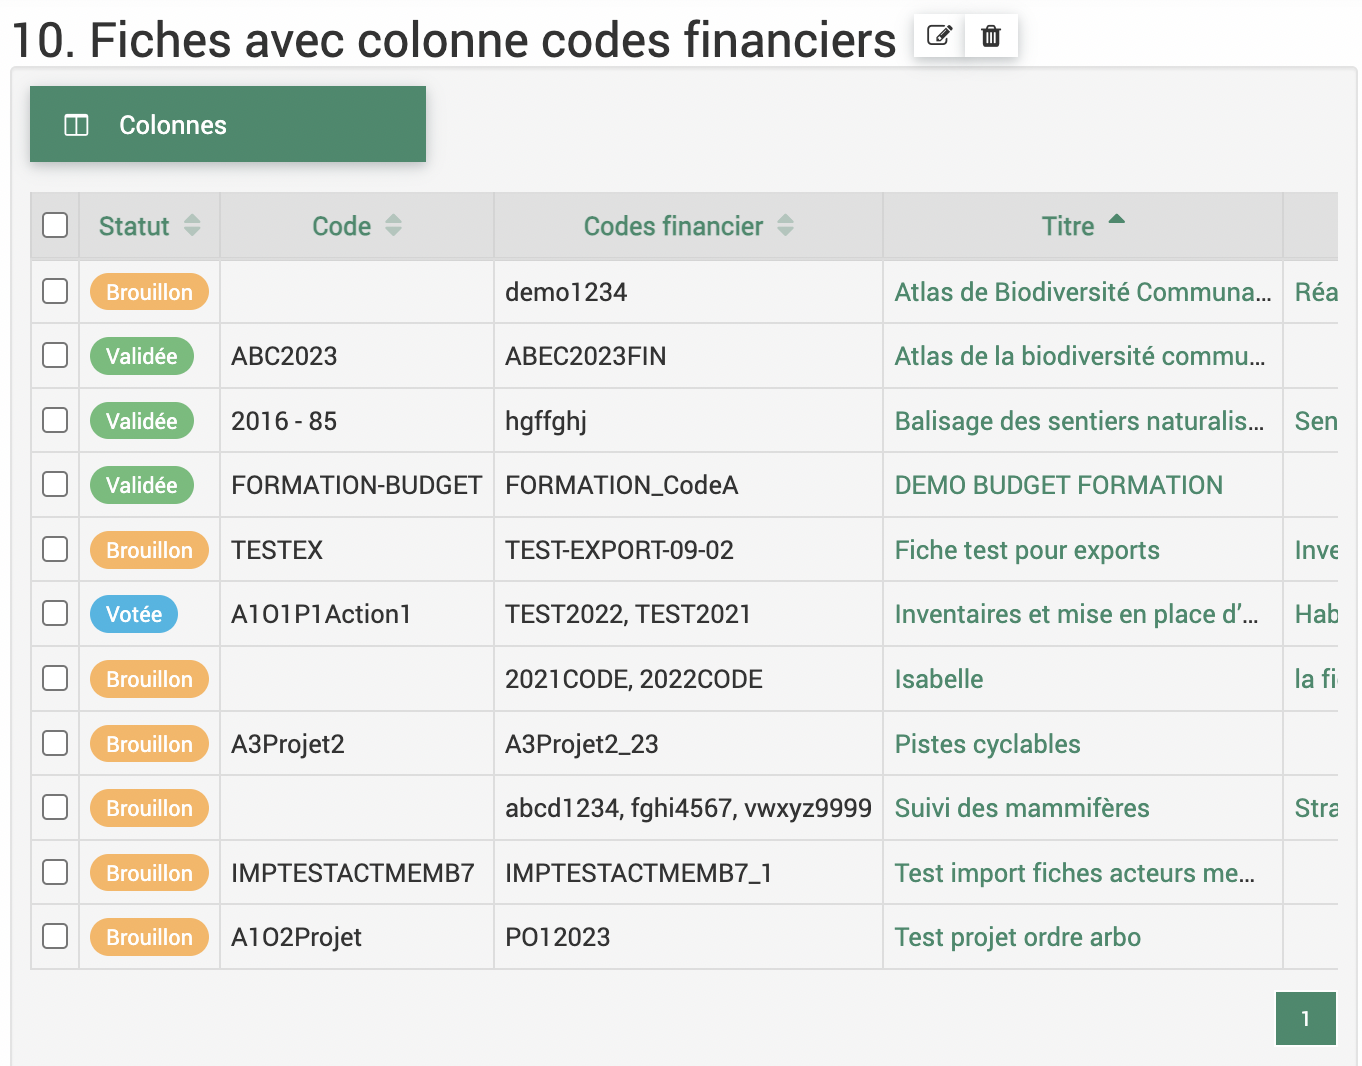 10. Fiches avec colonne codes financiers
Colonnes
Statut Code Codes financier Titre
Brouillon demo1234 Atlas de Biodiversité Communa... Réa
Validée ABC2023 ABEC2023FIN Atlas de la biodiversité commu...
Validée 2016 - 85 hgffghj Balisage des sentiers naturalis... Sen
Validée FORMATION-BUDGET FORMATION_CodeA DEMO BUDGET FORMATION
Brouillon TESTEX TEST-EXPORT-09-02 Fiche test pour exports Inve
Votée A1O1P1Action1 TEST2022, TEST2021 Inventaires et mise en place d’... Hab
Brouillon 2021CODE, 2022CODE Isabelle la fi
Brouillon A3Projet2 A3Projet2_23 Pistes cyclables
Brouillon abcd1234, fghi4567, vwxyz9999 Suivi des mammifères Stra
Brouillon IMPTESTACTMEMB7 IMPTESTACTMEMB7_1 Test import fiches acteurs me...
Brouillon A1O2Projet PO12023 Test projet ordre arbo
1